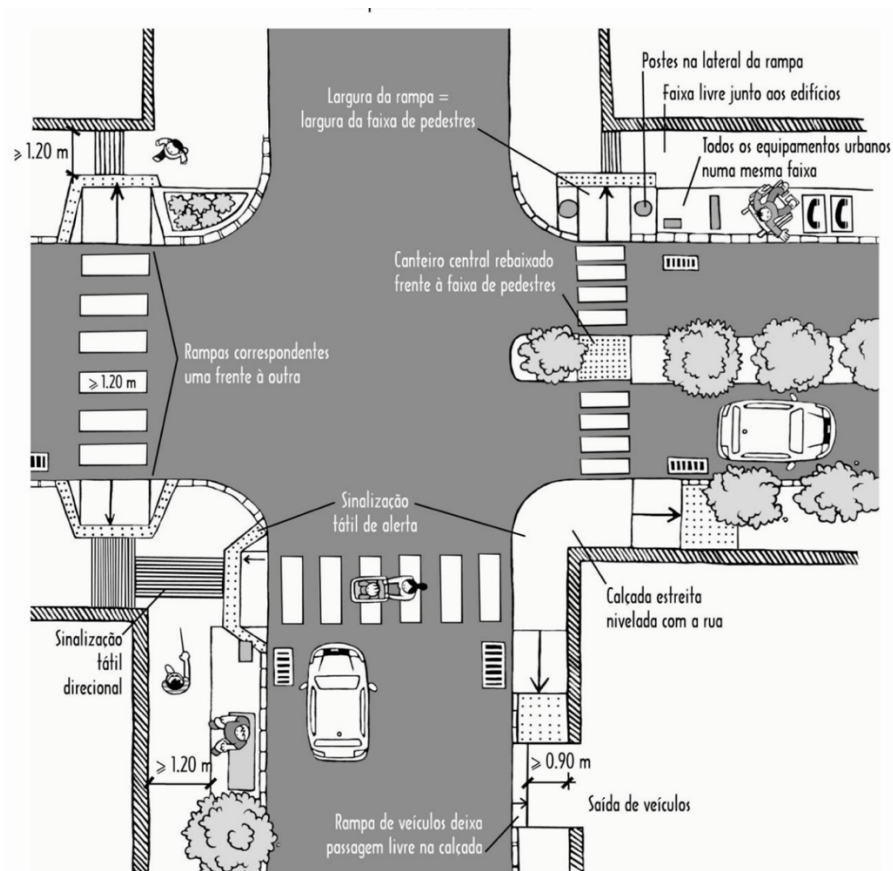 Postes na lateral da rampa
Largura da rampa =
largura da faixa de pedestres
Faixa livre junto aos edifícios
Todos os equipamentos urbanos
numa mesma faixa
⩾ 1.20 m
Canteiro central rebaixado
frente à faixa de pedestres
Rampas correspondentes
uma frente à outra
⩾ 1.20 m
Sinalização
tátil de alerta
Calçada estreita
nivelada com a rua
Sinalização
tátil
direcional
⩾ 1.20 m
⩾ 0.90 m
Saída de veículos
Rampa de veículos deixa
passagem livre na calçada